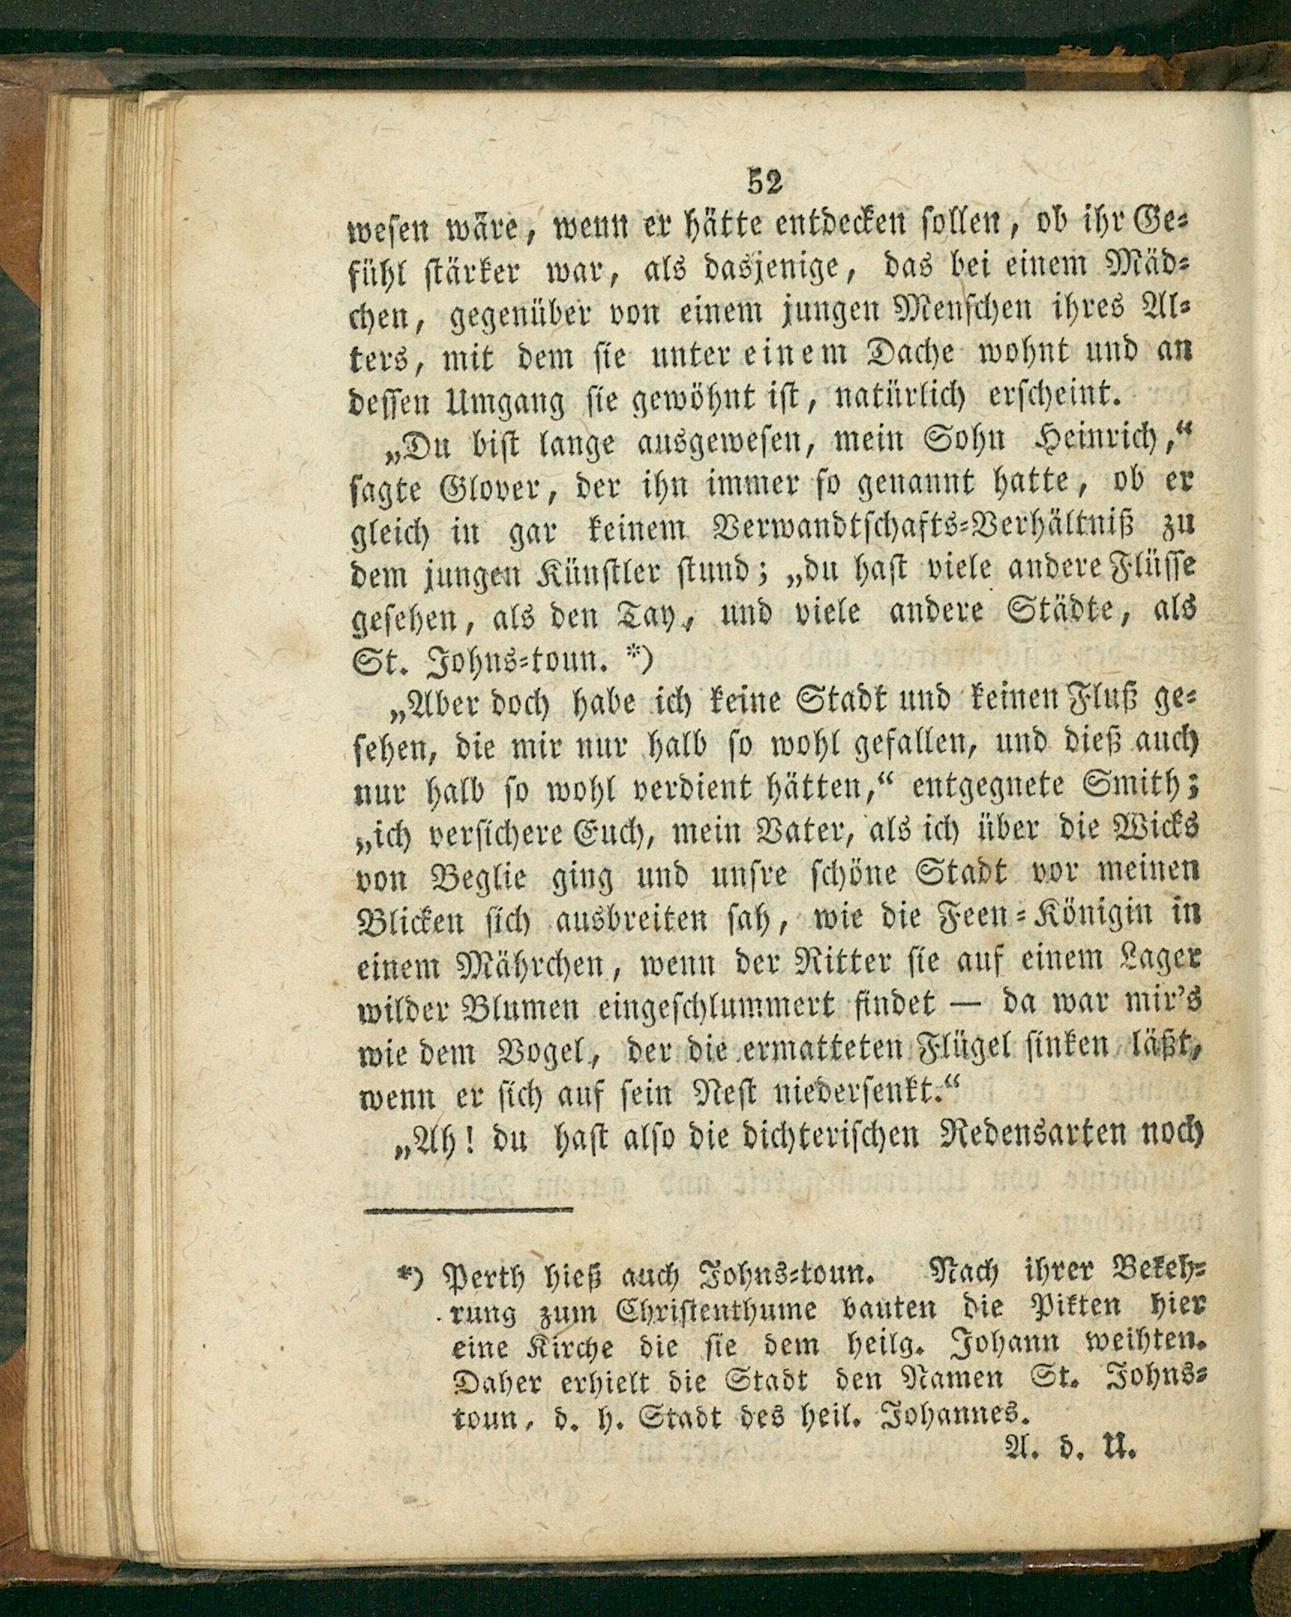 52
wesen wäre, wenn er hätte entdecken sollen, ob ihr Ge-
fühl stärker war, als dasjenige, das bei einem Mäd-
chen, gegenüber von einem jungen Menschen ihres Al-
ters, mit dem sie unter einem Dache wohnt und an
dessen Umgang sie gewöhnt ist, natürlich erscheint.
„Du bist lange ausgewesen, mein Sohn Heinrich,“
sagte Glover, der ihn immer so genannt hatte, ob er
gleich in gar keinem Verwandtschafts-Verhältniß zu
dem jungen Künstler stund; „du hast viele andere Flüsse
gesehen, als den Tay, und viele andere Städte, als
St. Johns-toun. *)
„Aber doch habe ich keine Stadt und keinen Fluß ge-
sehen, die mir nur halb so wohl gefallen, und dieß auch
nur halb so wohl verdient hätten,“ entgegnete Smith;
„ich versichere Euch, mein Vater, als ich über die Wicks
von Beglie ging und unsre schöne Stadt vor meinen
Blicken sich ausbreiten sah, wie die Feen-Königin in
einem Mährchen, wenn der Ritter sie auf einem Lager
wilder Blumen eingeschlummert findet — da war mir's
wie dem Vogel, der die ermatteten Flügel sinken läßt,
wenn er sich auf sein Nest niedersenkt.“
„Ah! du hast also die dichterischen Redensarten noch
*) Perth hieß auch Johns-toun. Nach ihrer Bekeh-
rung zum Christenthume bauten die Pikten hier
eine Kirche die sie dem heilg. Johann weihten.
Daher erhielt die Stadt den Namen St. Johns-
toun, d. h. Stadt des heil. Johannes.
A. d. U.